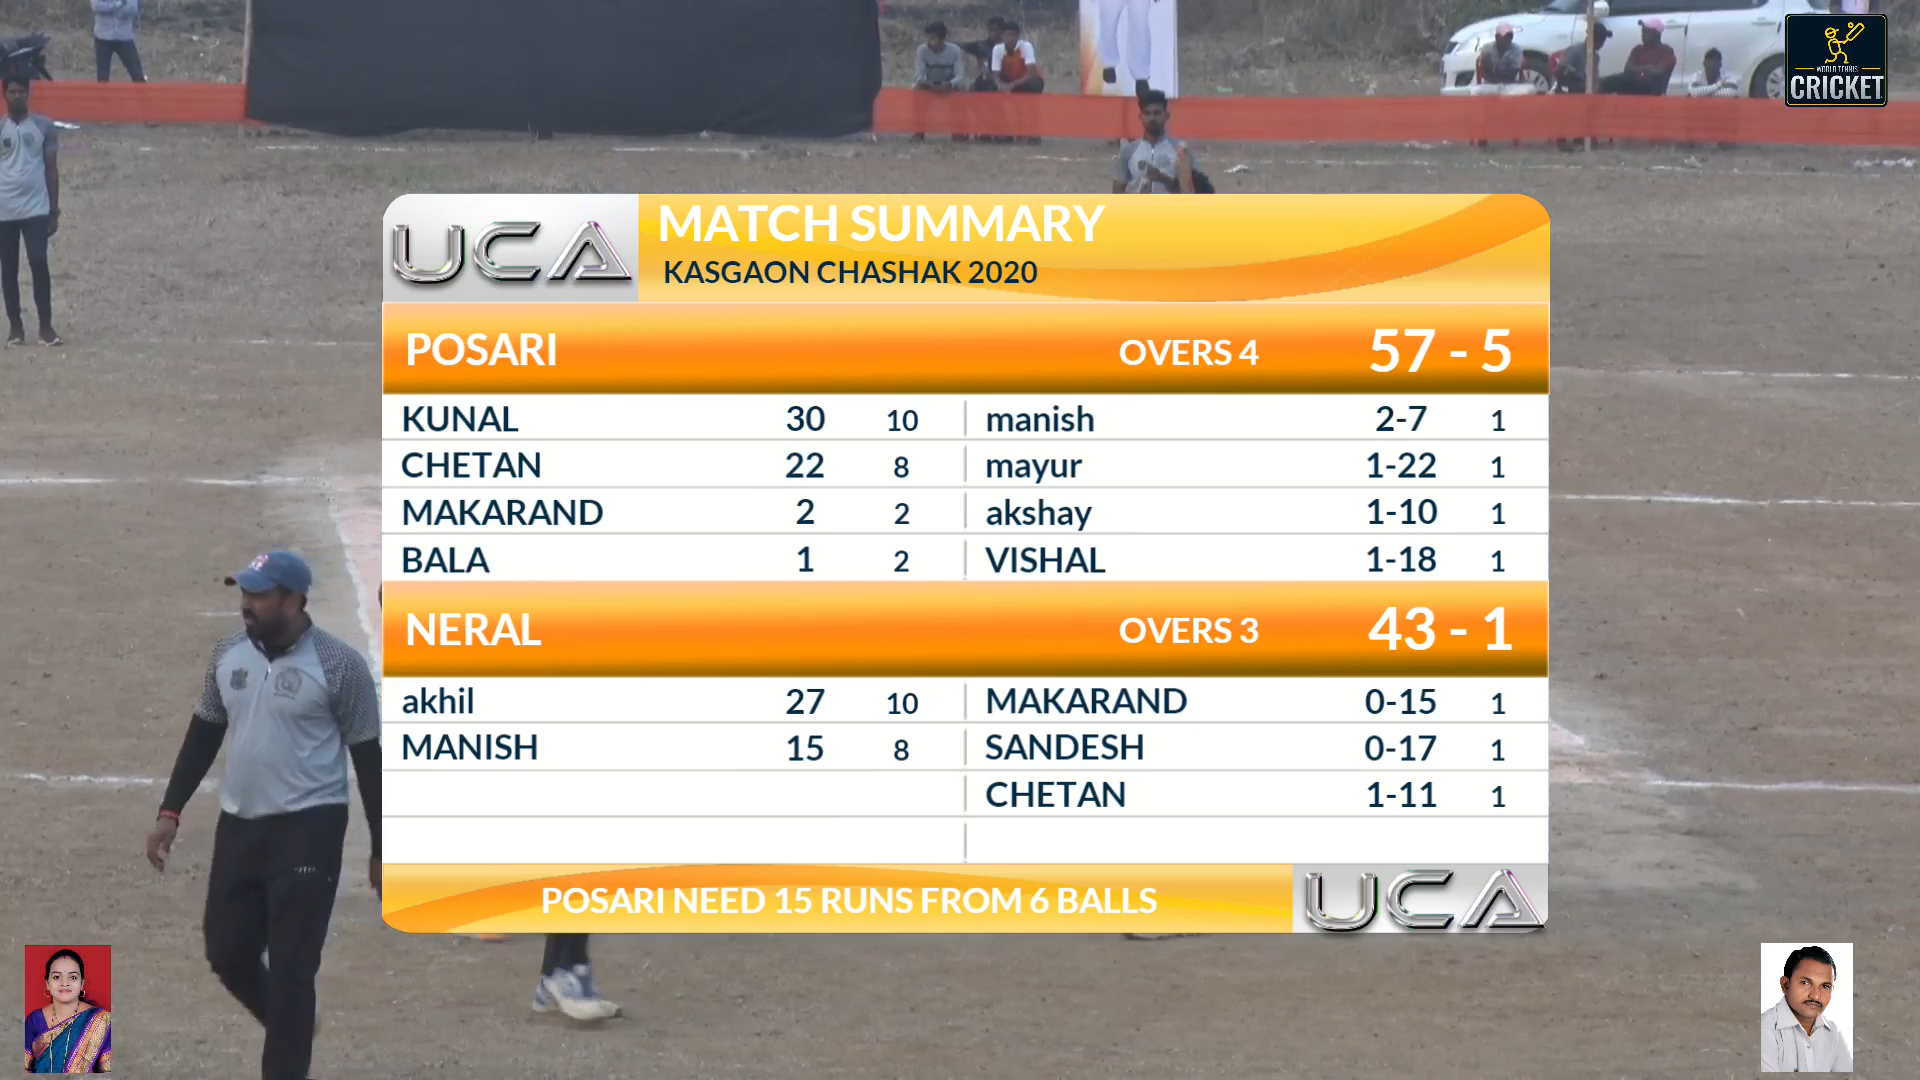 WORLD TENNIS
CRICKET
UCA
MATCH SUMMARY
KASGAON CHASHAK 2020
POSARI OVERS 4 57 - 5
KUNAL 30 10 manish 2-7 1
CHETAN 22 8 mayur 1-22 1
MAKARAND 2 2 akshay 1-10 1
BALA 1 2 VISHAL 1-18 1
NERAL OVERS 3 43 - 1
akhil 27 10 MAKARAND 0-15 1
MANISH 15 8 SANDESH 0-17 1
CHETAN 1-11 1
POSARI NEED 15 RUNS FROM 6 BALLS
UCA